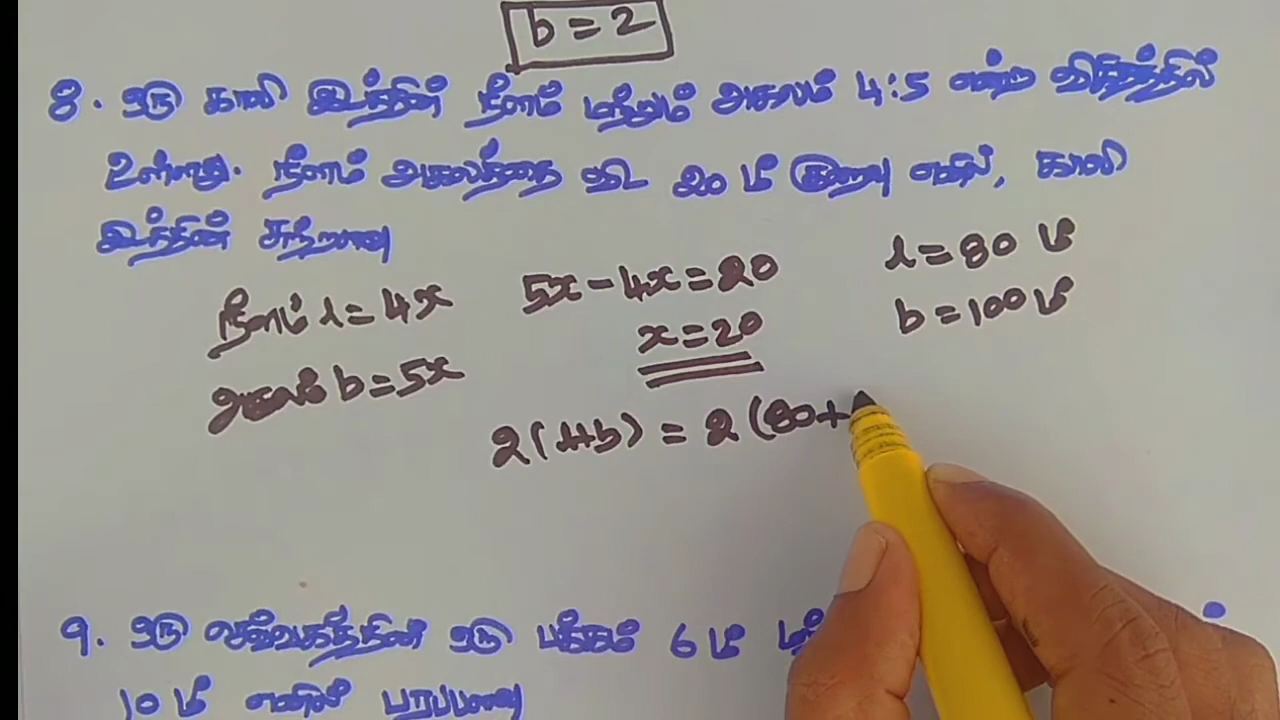 b = 2
8. ஒரு காலி இடத்தின் நீளம் மற்றும் அகலம் 4:5 என்ற விகிதத்தில்
உள்ளது. நீளம் அகலத்தை விட 20 மீ குறைவு எனில், காலி
இடத்தின் சுற்றளவு
நீளம் l = 4x
5x - 4x = 20
l = 80 மீ
அகலம் b = 5x
x = 20
b = 100 மீ
2(l+b) = 2(80+
9. ஒரு செவ்வகத்தின் ஒரு பக்கம் 6 மீ
10 மீ எனில் பரப்பளவு